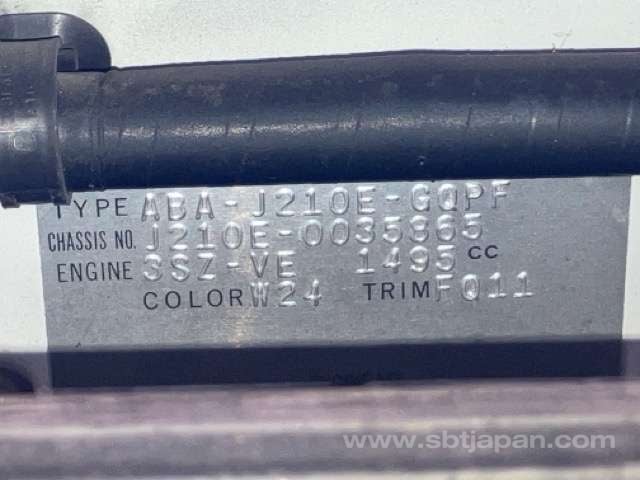 TYPE ABA-J210E-GQPF
CHASSIS NO. J210E-0035365
ENGINE 3SZ-VE 1495 CC
COLOR W24 TRIM F011
www.sbtjapan.com